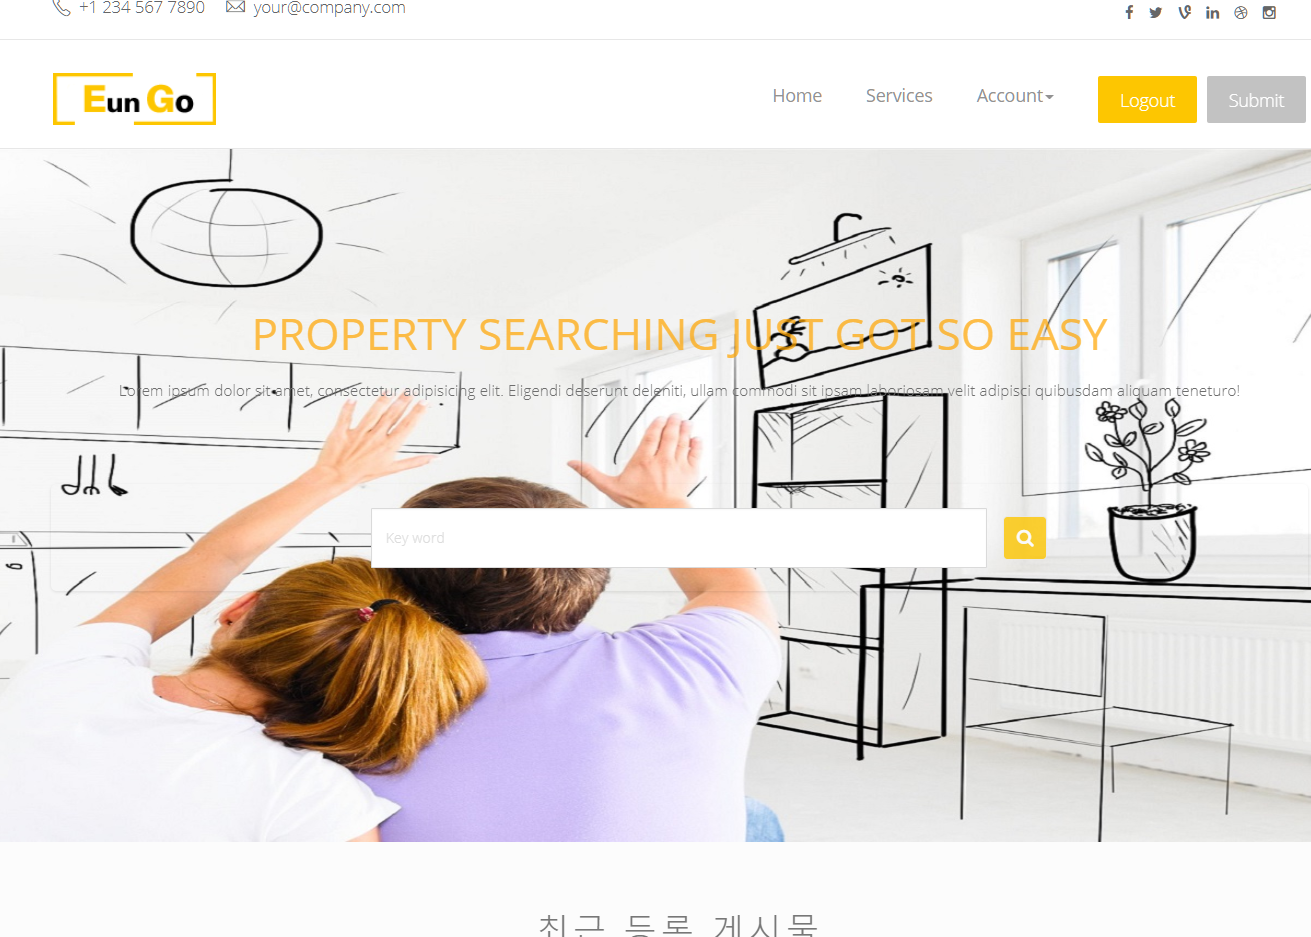 +1 234 567 7890 your@company.com
Eun Go
Home Services Account Logout Submit
PROPERTY SEARCHING JUST GOT SO EASY
Lorem ipsum dolor sit amet, consectetur adipisicing elit. Eligendi deserunt deleniti, ullam commodi sit ipsam laboriosam velit adipisci quibusdam aliquam teneturo!
Key word
최근 등록 게시물